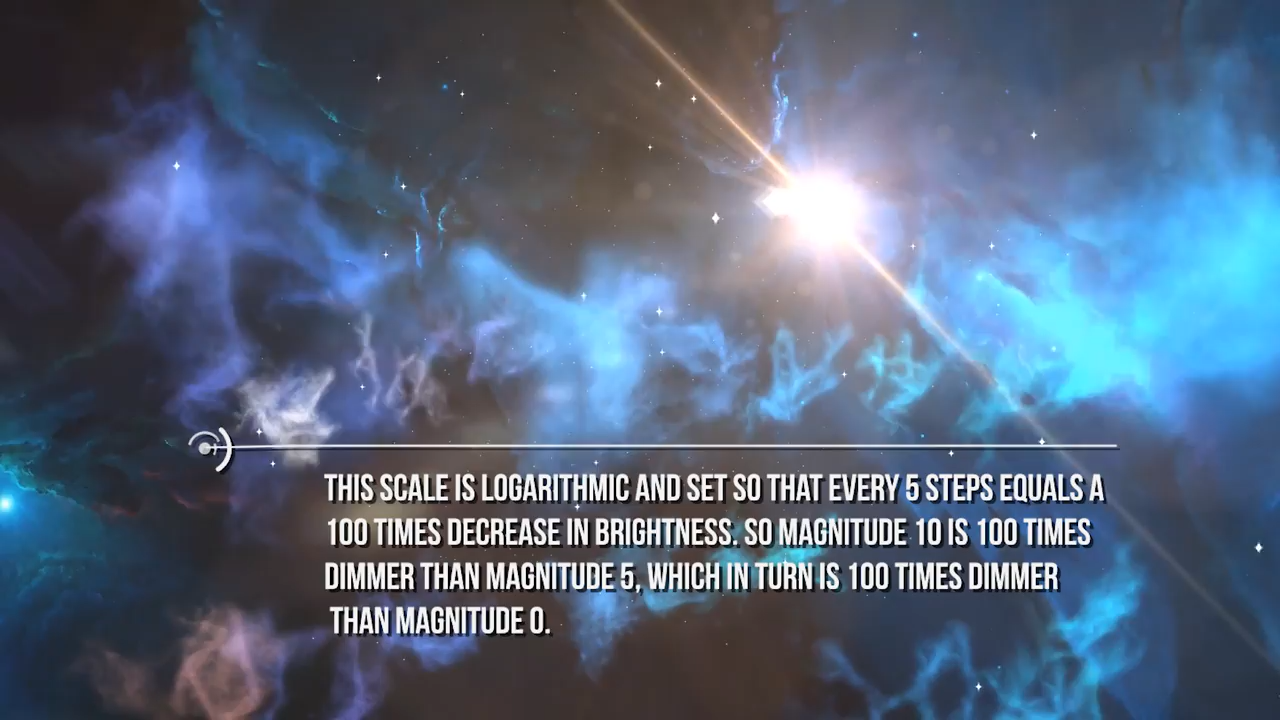 THIS SCALE IS LOGARITHMIC AND SET SO THAT EVERY 5 STEPS EQUALS A
100 TIMES DECREASE IN BRIGHTNESS. SO MAGNITUDE 10 IS 100 TIMES
DIMMER THAN MAGNITUDE 5, WHICH IN TURN IS 100 TIMES DIMMER
THAN MAGNITUDE 0.